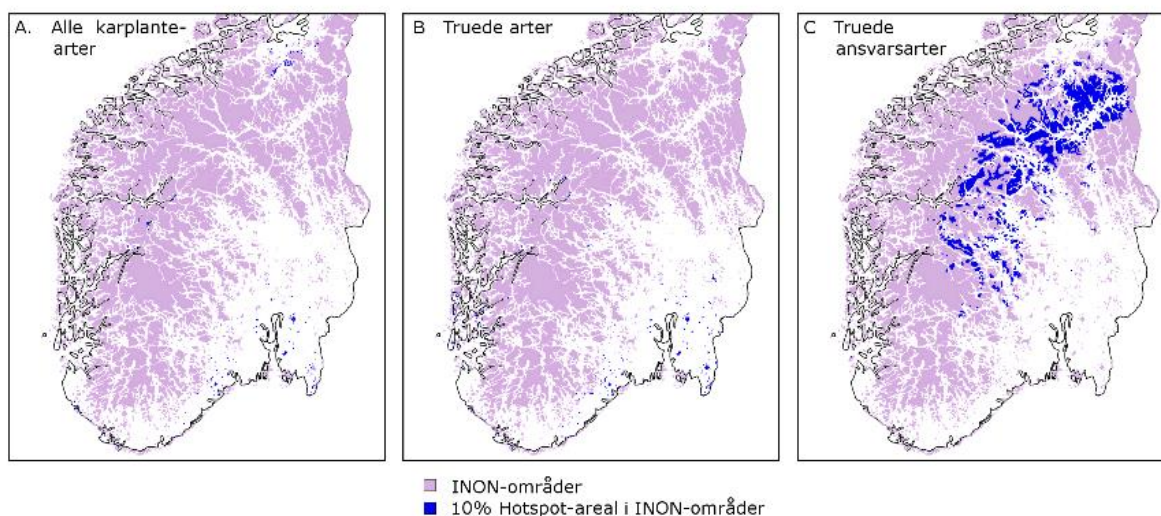 A. Alle karplante-
arter
B Truede arter
C Truede
ansvarsarter
INON-områder
10% Hotspot-areal i INON-områder